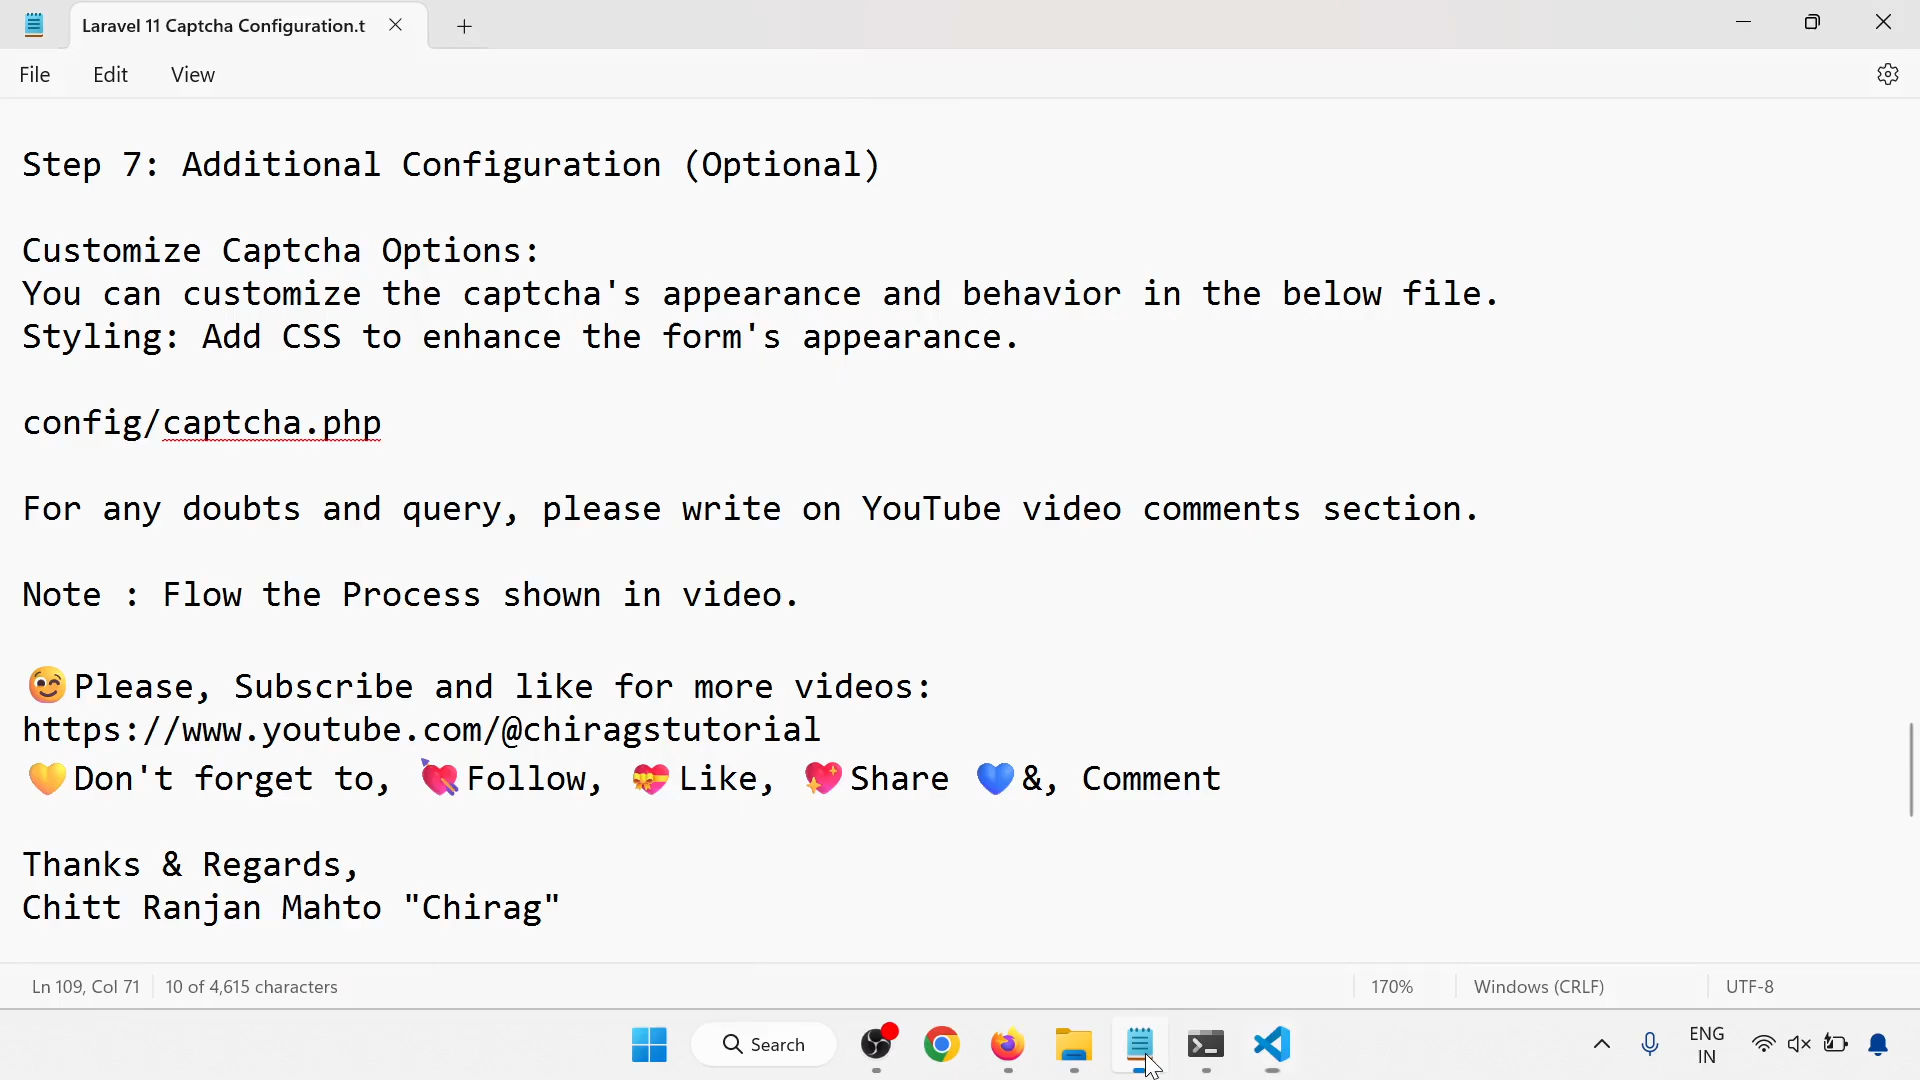 Laravel 11 Captcha Configuration.t
File Edit View
Step 7: Additional Configuration (Optional)
Customize Captcha Options:
You can customize the captcha's appearance and behavior in the below file.
Styling: Add CSS to enhance the form's appearance.
config/captcha.php
For any doubts and query, please write on YouTube video comments section.
Note : Flow the Process shown in video.
😉Please, Subscribe and like for more videos:
https://www.youtube.com/@chiragstutorial
💛Don't forget to, 💘Follow, 💝Like, 💖Share 💙&, Comment
Thanks & Regards,
Chitt Ranjan Mahto "Chirag"
Ln 109, Col 71 10 of 4,615 characters 170% Windows (CRLF) UTF-8
Search
ENG
IN